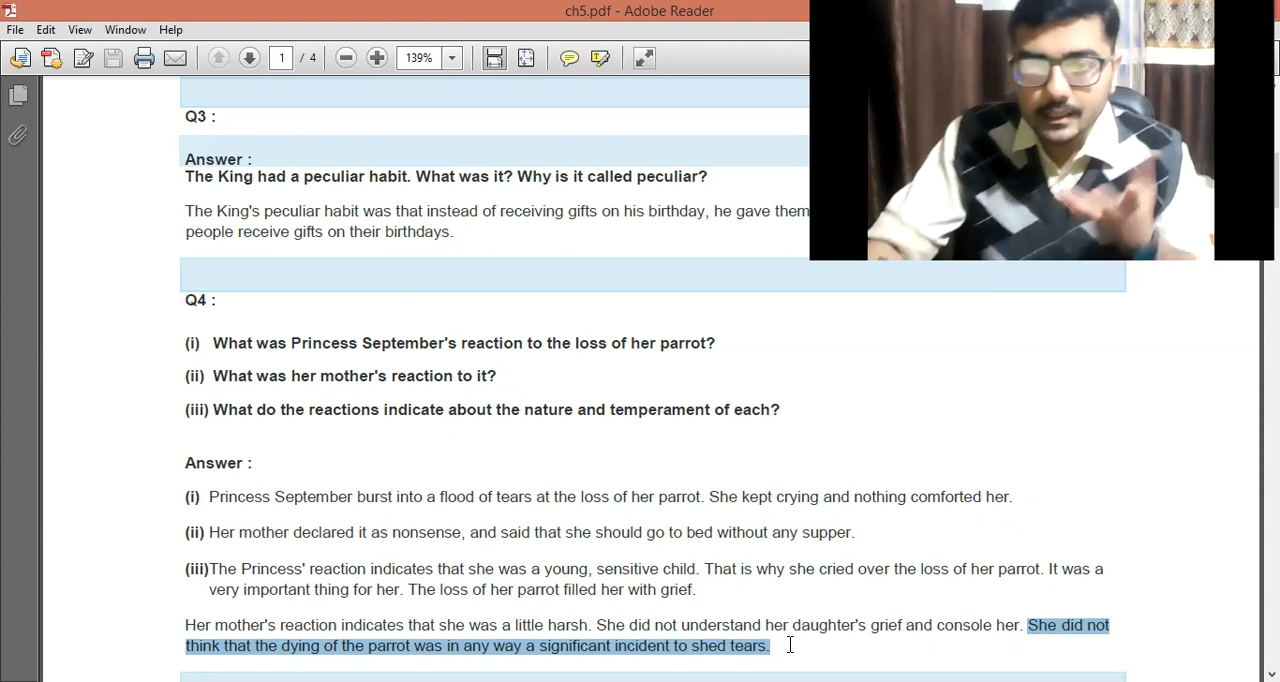 ch5.pdf - Adobe Reader
File Edit View Window Help
1 / 4 139%
Q3 :
Answer :
The King had a peculiar habit. What was it? Why is it called peculiar?
The King's peculiar habit was that instead of receiving gifts on his birthday, he gave them
people receive gifts on their birthdays.
Q4 :
(i) What was Princess September's reaction to the loss of her parrot?
(ii) What was her mother's reaction to it?
(iii) What do the reactions indicate about the nature and temperament of each?
Answer :
(i) Princess September burst into a flood of tears at the loss of her parrot. She kept crying and nothing comforted her.
(ii) Her mother declared it as nonsense, and said that she should go to bed without any supper.
(iii)The Princess' reaction indicates that she was a young, sensitive child. That is why she cried over the loss of her parrot. It was a
very important thing for her. The loss of her parrot filled her with grief.
Her mother's reaction indicates that she was a little harsh. She did not understand her daughter's grief and console her. She did not
think that the dying of the parrot was in any way a significant incident to shed tears.